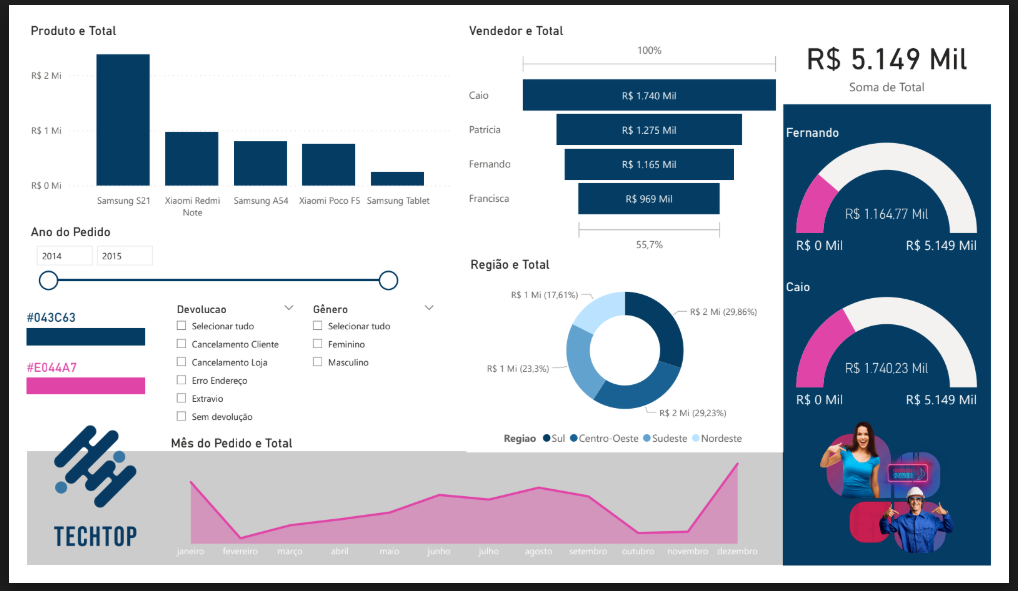 Produto e Total
R$ 2 Mi
R$ 1 Mi
R$ 0 Mi
Samsung S21
Xiaomi Redmi
Note
Samsung A54
Xiaomi Poco F5
Samsung Tablet
Vendedor e Total
100%
Caio
R$ 1.740 Mil
Patrícia
R$ 1.275 Mil
Fernando
R$ 1.165 Mil
Francisca
R$ 969 Mil
55,7%
R$ 5.149 Mil
Soma de Total
Fernando
R$ 1.164,77 Mil
R$ 0 Mil
R$ 5.149 Mil
Caio
R$ 1.740,23 Mil
R$ 0 Mil
R$ 5.149 Mil
Ano do Pedido
2014
2015
#043C63
#E044A7
Devolucao
Selecionar tudo
Cancelamento Cliente
Cancelamento Loja
Erro Endereço
Extravio
Sem devolução
Gênero
Selecionar tudo
Feminino
Masculino
Região e Total
R$ 1 Mi (17,61%)
R$ 2 Mi (29,86%)
R$ 1 Mi (23,3%)
R$ 2 Mi (29,23%)
Regiao
Sul
Centro-Oeste
Sudeste
Nordeste
Mês do Pedido e Total
janeiro
fevereiro
março
abril
maio
junho
julho
agosto
setembro
outubro
novembro
dezembro
TECHTOP